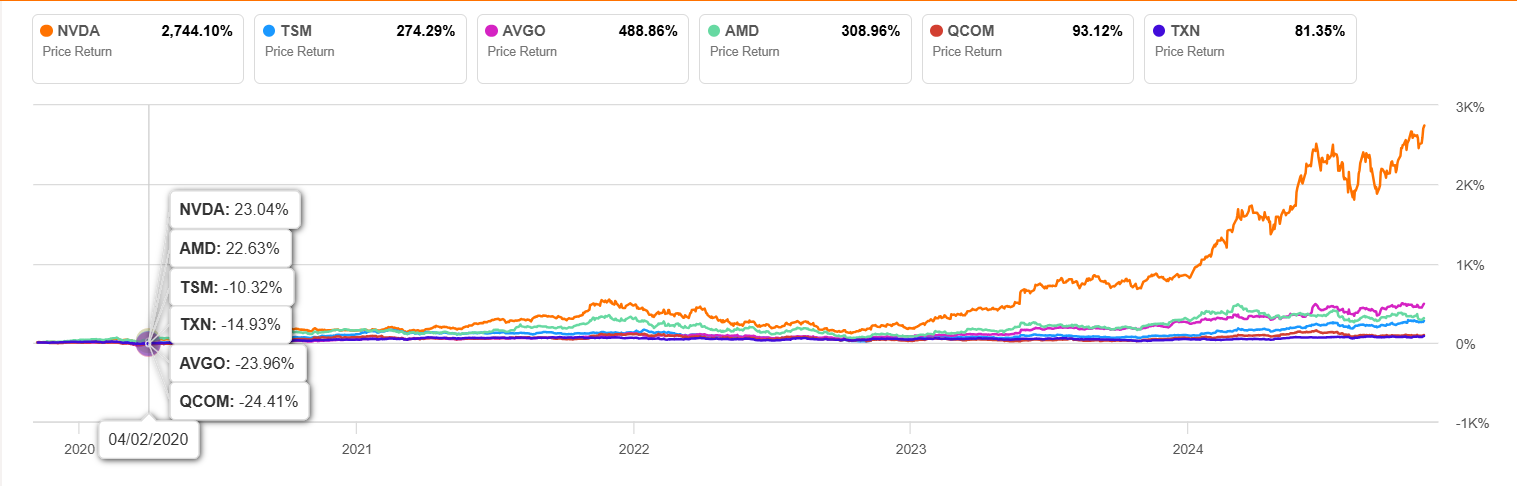 NVDA 2,744.10%
Price Return
TSM 274.29%
Price Return
AVGO 488.86%
Price Return
AMD 308.96%
Price Return
QCOM 93.12%
Price Return
TXN 81.35%
Price Return
3K%
2K%
1K%
0%
-1K%
NVDA: 23.04%
AMD: 22.63%
TSM: -10.32%
TXN: -14.93%
AVGO: -23.96%
QCOM: -24.41%
04/02/2020
2020
2021
2022
2023
2024